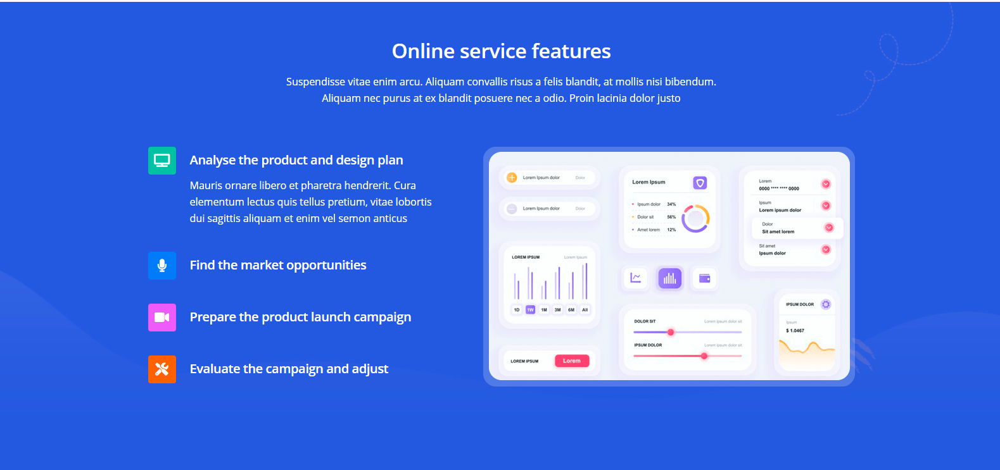 Online service features
Suspendisse vitae enim arcu. Aliquam convallis risus a felis blandit, at mollis nisi bibendum.
Aliquam nec purus at ex blandit posuere nec a odio. Proin lacinia dolor justo
Analyse the product and design plan
Mauris ornare libero et pharetra hendrerit. Cura
elementum lectus quis tellus pretium, vitae lobortis
dui sagittis aliquam et enim vel semon anticus
Find the market opportunities
Prepare the product launch campaign
Evaluate the campaign and adjust
Lorem Ipsum dolor Dolor
Lorem Ipsum dolor Dolor
LOREM IPSUM Lorem Ipsum
1D 1W 1M 3M 6M All
LOREM IPSUM Lorem
Lorem Ipsum
Ipsum dolor 34%
Dolor sit 56%
Amet lorem 12%
DOLOR SIT Lorem ipsum dolor sit
IPSUM DOLOR Lorem ipsum dolor sit
Lorem
0000 **** **** 0000
Ipsum
Lorem ipsum dolor
Dolor
Sit amet lorem
Sit amet
Ipsum dolor
IPSUM DOLOR
Ipsum
$ 1.0467